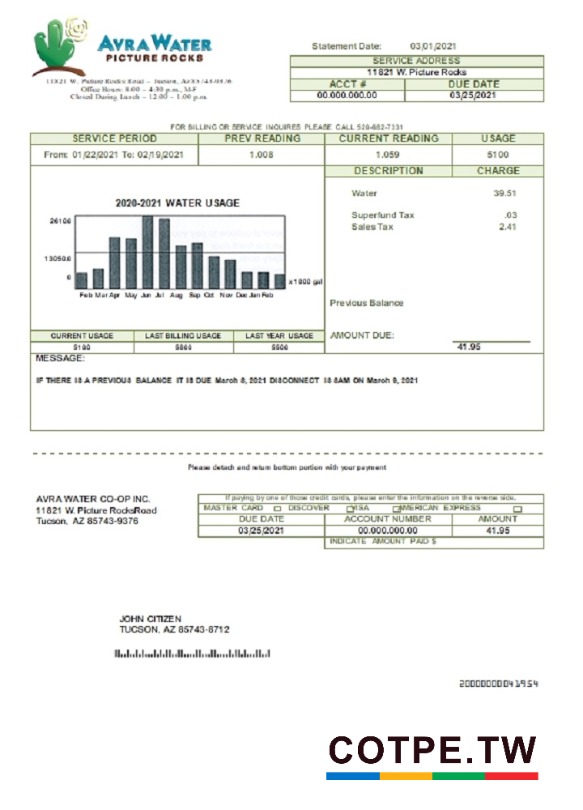 AVRA WATER
PICTURE ROCKS
11821 W. Picture Rocks Road – Tucson, Az 85743-9376
Office Hours: 8:00 – 4:30 p.m., M-F
Closed During Lunch – 12:00 – 1:00 p.m.
Statement Date: 03/01/2021
SERVICE ADDRESS
11821 W. Picture Rocks
ACCT # DUE DATE
00.000.000.00 03/25/2021
FOR BILLING OR SERVICE INQUIRES PLEASE CALL 520-682-7331
SERVICE PERIOD PREV READING CURRENT READING USAGE
From: 01/22/2021 To: 02/19/2021 1.008 1.059 5100
DESCRIPTION CHARGE
Water 39.51
Superfund Tax .03
Sales Tax 2.41
2020-2021 WATER USAGE
26100
13050.0
0
x1000 gal
Feb Mar Apr May Jun Jul Aug Sep Oct Nov Dec Jan Feb
Previous Balance
AMOUNT DUE: 41.95
CURRENT USAGE LAST BILLING USAGE LAST YEAR USAGE
5100
MESSAGE:
IF THERE IS A PREVIOUS BALANCE IT IS DUE March 8, 2021 DISCONNECT IS 8AM ON March 9, 2021
Please detach and return bottom portion with your payment
AVRA WATER CO-OP INC.
11821 W. Picture RocksRoad
Tucson, AZ 85743-9376
If paying by one of those credit cards, please enter the information on the reverse side.
MASTER CARD DISCOVER VISA AMERICAN EXPRESS
DUE DATE ACCOUNT NUMBER AMOUNT
03/25/2021 00.000.000.00 41.95
INDICATE AMOUNT PAID $
JOHN CITIZEN
TUCSON, AZ 85743-8712
COTPE.TW